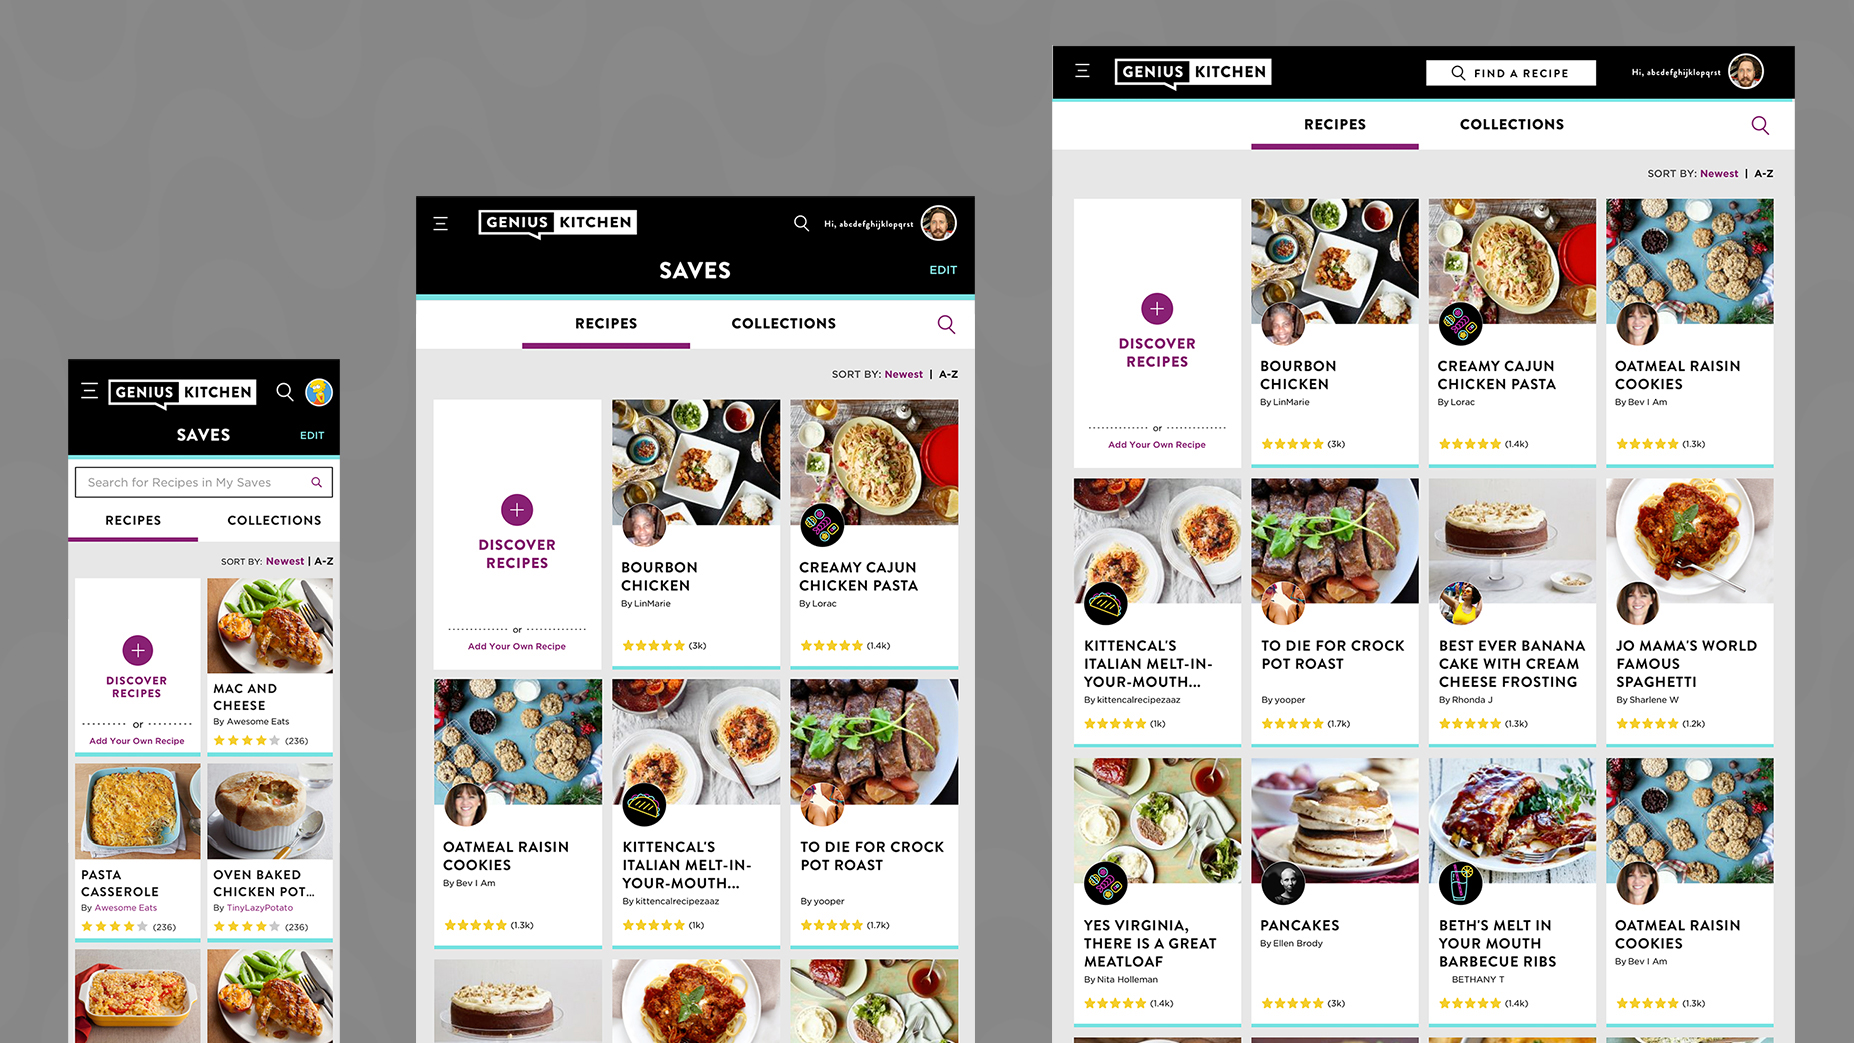 GENIUS KITCHEN
SAVES
EDIT
Search for Recipes in My Saves
RECIPES
COLLECTIONS
SORT BY: Newest | A-Z
DISCOVER
RECIPES
or
Add Your Own Recipe
MAC AND
CHEESE
By Awesome Eats
(236)
PASTA
CASSEROLE
By Awesome Eats
(236)
OVEN BAKED
CHICKEN POT...
By TinyLazyPotato
(236)
GENIUS KITCHEN
Hi, abcdefghijklopqrst
SAVES
EDIT
RECIPES
COLLECTIONS
SORT BY: Newest | A-Z
DISCOVER
RECIPES
or
Add Your Own Recipe
BOURBON
CHICKEN
By LinMarie
(3k)
CREAMY CAJUN
CHICKEN PASTA
By Lorac
(1.4k)
OATMEAL RAISIN
COOKIES
By Bev I Am
(1.3k)
KITTENCAL'S
ITALIAN MELT-IN-
YOUR-MOUTH...
By kittencalrecipezaaz
(1k)
TO DIE FOR CROCK
POT ROAST
By yooper
(1.7k)
GENIUS KITCHEN
FIND A RECIPE
Hi, abcdefghijklopqrst
RECIPES
COLLECTIONS
SORT BY: Newest | A-Z
DISCOVER
RECIPES
or
Add Your Own Recipe
BOURBON
CHICKEN
By LinMarie
(3k)
CREAMY CAJUN
CHICKEN PASTA
By Lorac
(1.4k)
OATMEAL RAISIN
COOKIES
By Bev I Am
(1.3k)
KITTENCAL'S
ITALIAN MELT-IN-
YOUR-MOUTH...
By kittencalrecipezaaz
(1k)
TO DIE FOR CROCK
POT ROAST
By yooper
(1.7k)
BEST EVER BANANA
CAKE WITH CREAM
CHEESE FROSTING
By Rhonda J
(1.3k)
JO MAMA'S WORLD
FAMOUS
SPAGHETTI
By Sharlene W
(1.2k)
YES VIRGINIA,
THERE IS A GREAT
MEATLOAF
By Nita Holleman
(1.4k)
PANCAKES
By Ellen Brody
(3k)
BETH'S MELT IN
YOUR MOUTH
BARBECUE RIBS
BETHANY T
(1.4k)
OATMEAL RAISIN
COOKIES
By Bev I Am
(1.3k)